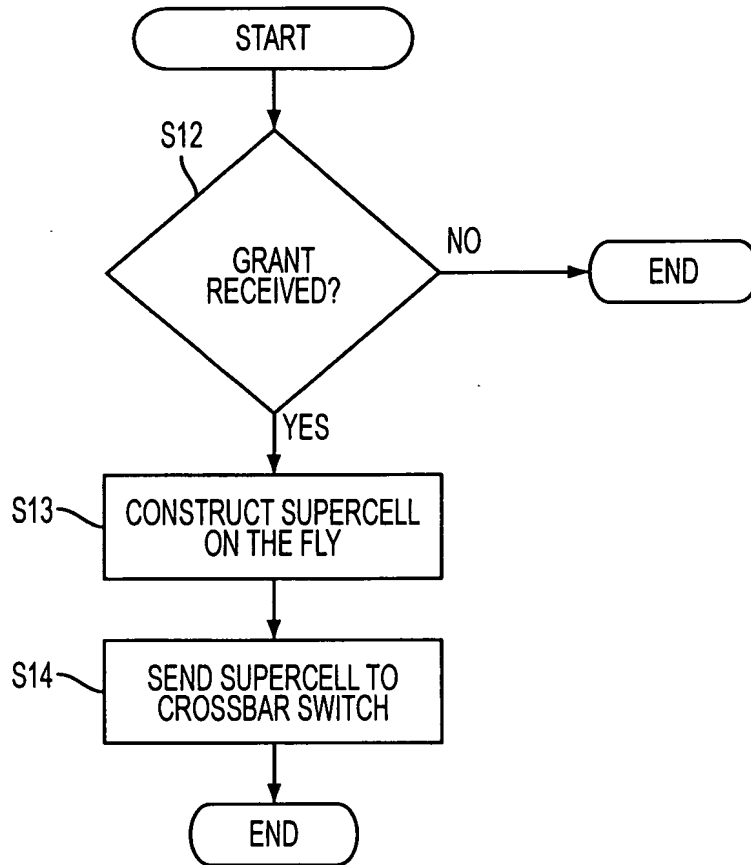 START
S12
GRANT
RECEIVED?
NO
END
YES
S13
CONSTRUCT SUPERCELL
ON THE FLY
S14
SEND SUPERCELL TO
CROSSBAR SWITCH
END